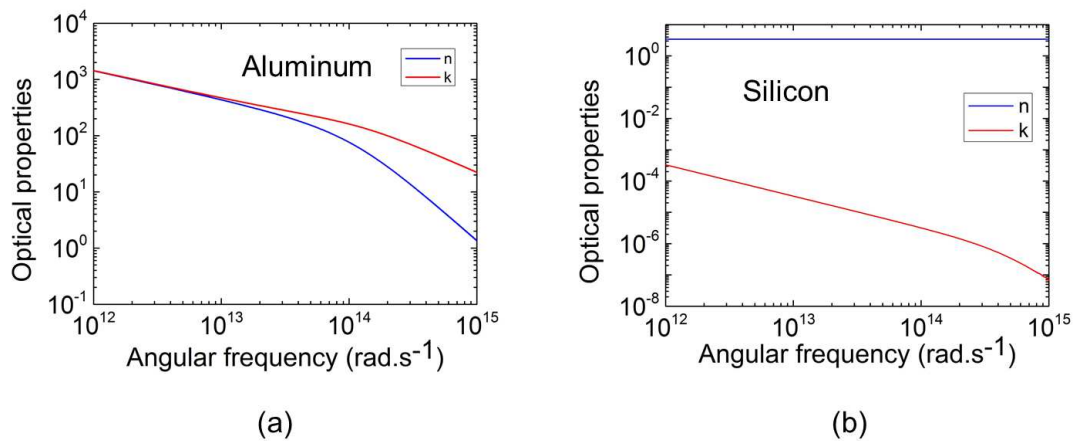 10^4
10^3
10^2
10^1
10^0
10^-1
Optical properties
Aluminum
n
k
10^12
10^13
10^14
10^15
Angular frequency (rad.s^-1)
(a)
10^0
10^-2
10^-4
10^-6
10^-8
Optical properties
Silicon
n
k
10^12
10^13
10^14
10^15
Angular frequency (rad.s^-1)
(b)